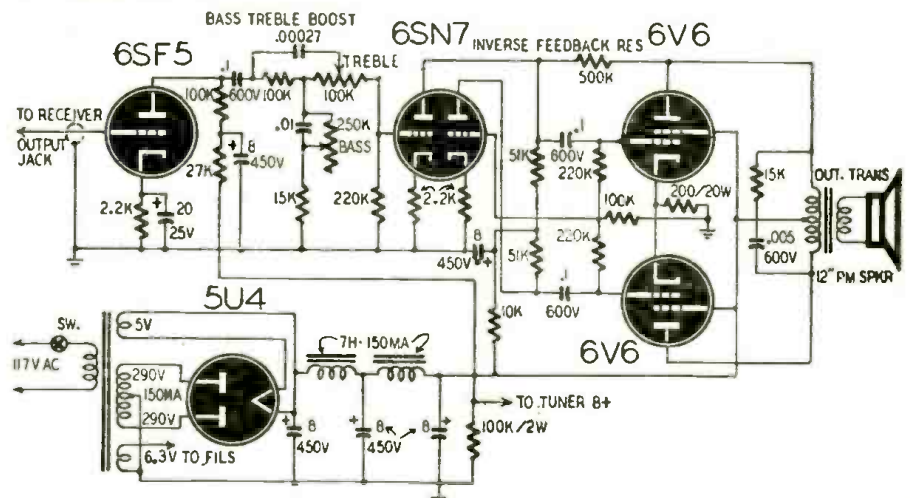 BASS TREBLE BOOST
.00027
6SF5
6SN7
INVERSE FEEDBACK RES
6V6
TREBLE
500K
.1
600V
100K
100K
100K
TO RECEIVER
OUTPUT
JACK
.01
250K
BASS
8
450V
27K
15K
220K
2.2K
20
25V
2.2K
51K
.1
600V
220K
100K
200/20W
15K
OUT. TRANS
.005
600V
12" PM SPKR
8
450V
51K
220K
.1
600V
10K
6V6
5U4
SW.
117V AC
5V
290V
150MA
290V
6.3V TO FILS
7H-150MA
8
450V
8
450V
8
TO TUNER B+
100K/2W